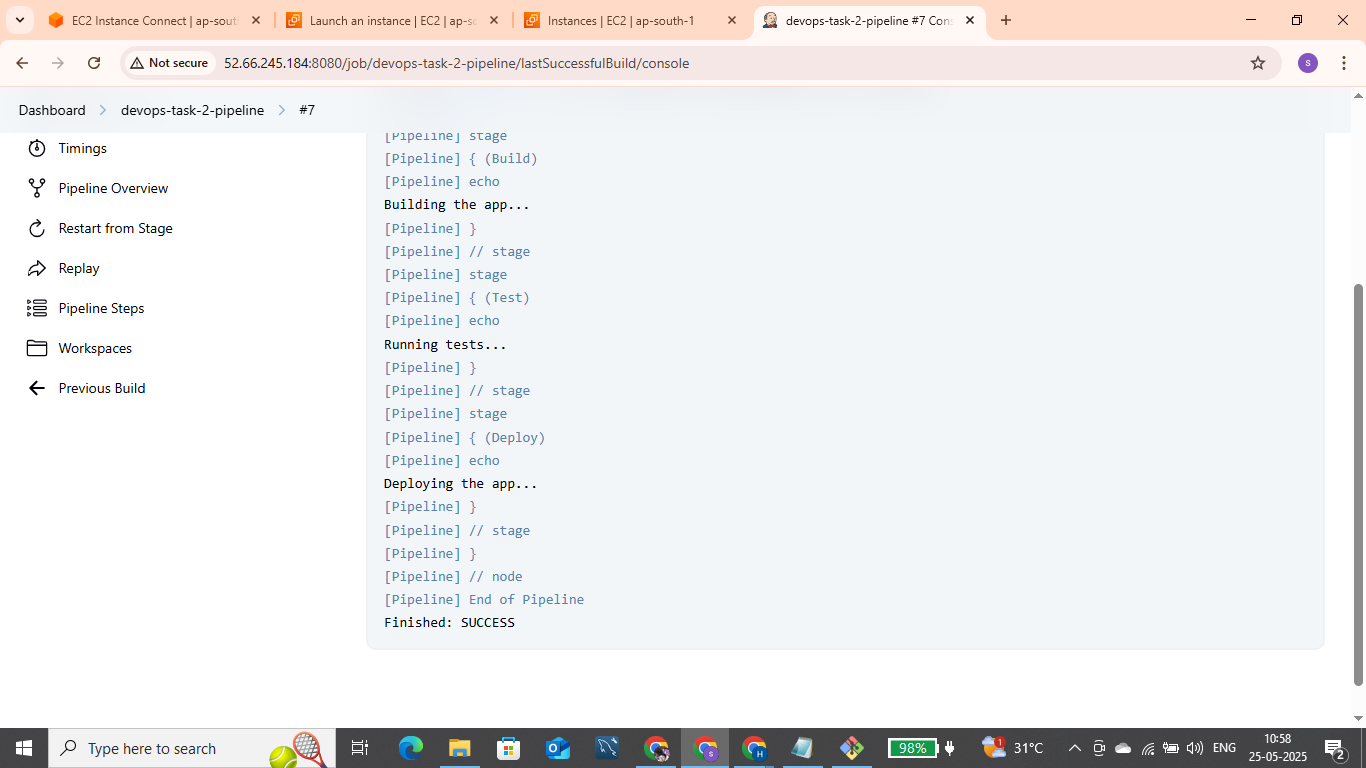 EC2 Instance Connect | ap-sout
Launch an instance | EC2 | ap-so
Instances | EC2 | ap-south-1
devops-task-2-pipeline #7 Cons
Not secure
52.66.245.184:8080/job/devops-task-2-pipeline/lastSuccessfulBuild/console
s
Dashboard
devops-task-2-pipeline
#7
Timings
Pipeline Overview
Restart from Stage
Replay
Pipeline Steps
Workspaces
Previous Build
[Pipeline] stage
[Pipeline] { (Build)
[Pipeline] echo
Building the app...
[Pipeline] }
[Pipeline] // stage
[Pipeline] stage
[Pipeline] { (Test)
[Pipeline] echo
Running tests...
[Pipeline] }
[Pipeline] // stage
[Pipeline] stage
[Pipeline] { (Deploy)
[Pipeline] echo
Deploying the app...
[Pipeline] }
[Pipeline] // stage
[Pipeline] }
[Pipeline] // node
[Pipeline] End of Pipeline
Finished: SUCCESS
Type here to search
98%
1
31°C
ENG
10:58
25-05-2025
2